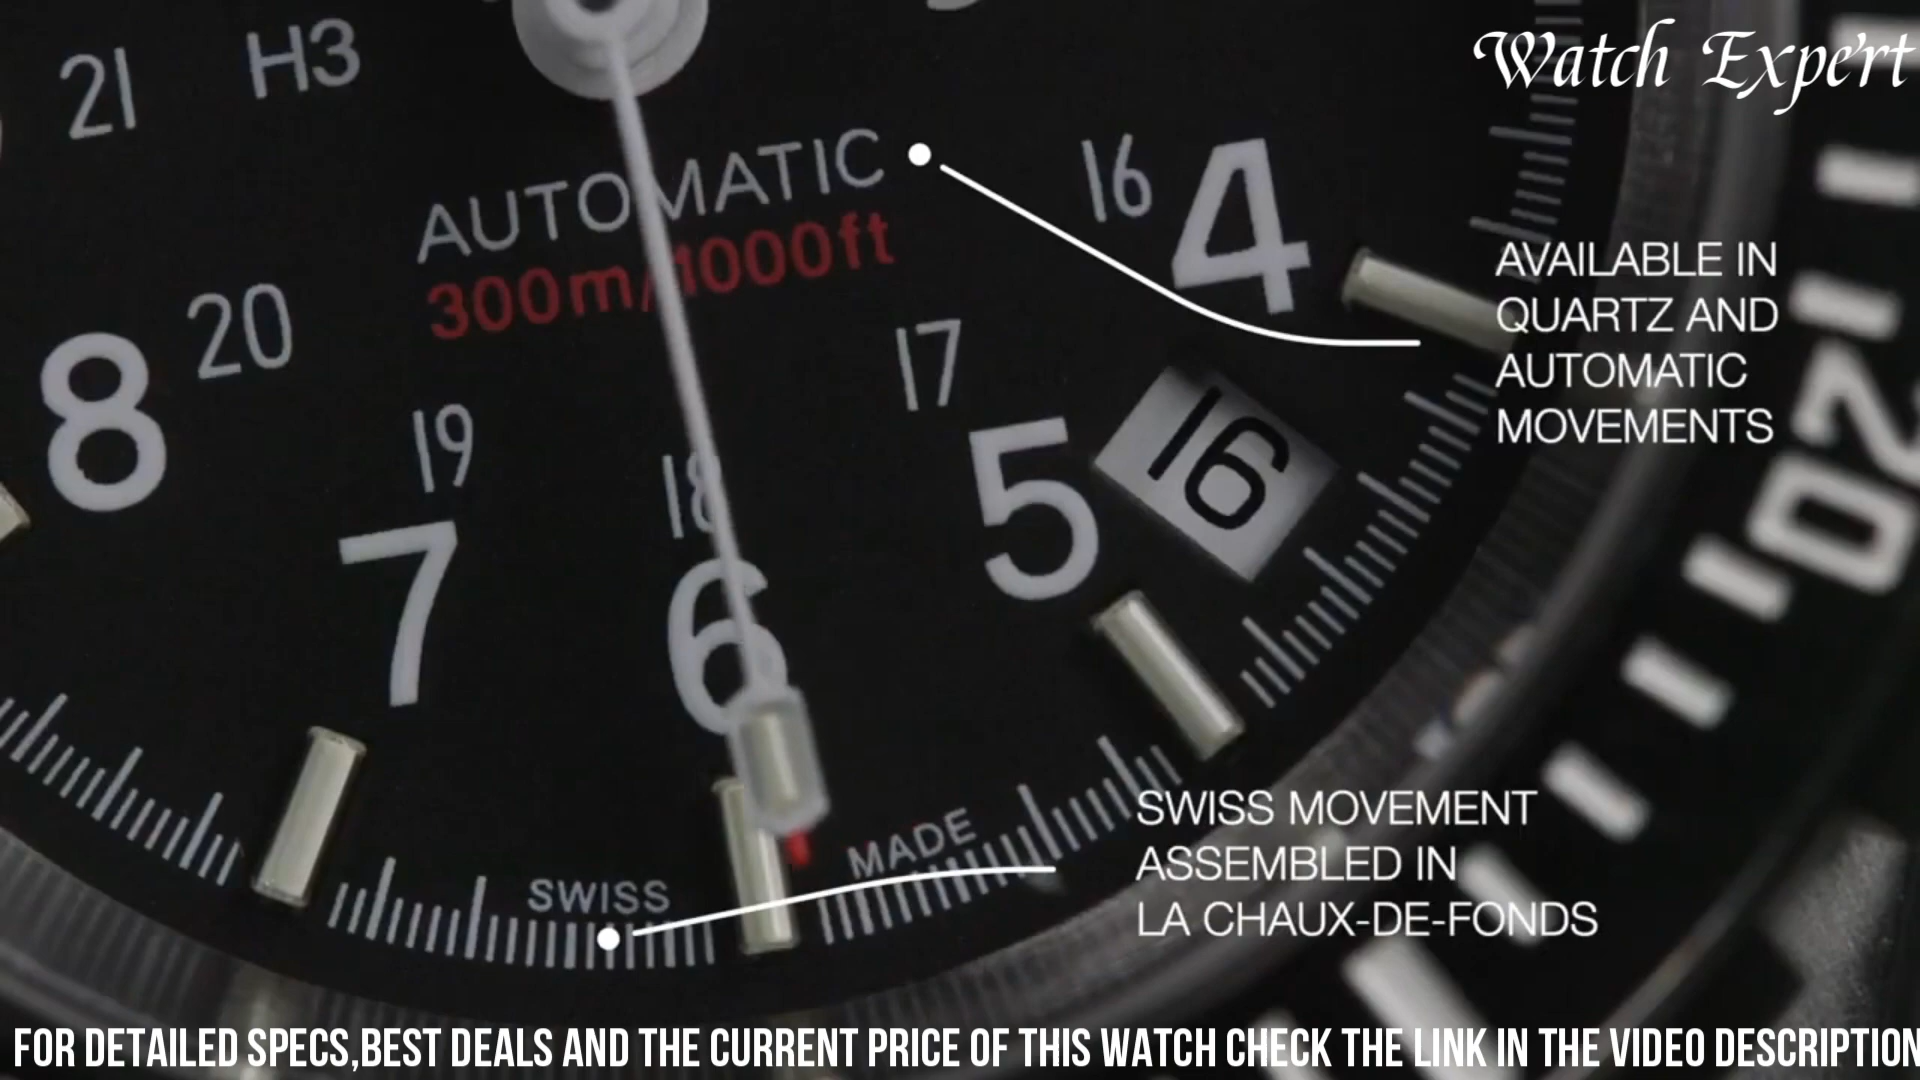 Watch Expert
21 H3
AUTOMATIC
300m/1000ft
16 4
AVAILABLE IN
QUARTZ AND
AUTOMATIC
MOVEMENTS
20
8 20
17
19
18
5 16
7
6
SWISS MADE
SWISS MOVEMENT
ASSEMBLED IN
LA CHAUX-DE-FONDS
FOR DETAILED SPECS,BEST DEALS AND THE CURRENT PRICE OF THIS WATCH CHECK THE LINK IN THE VIDEO DESCRIPTION